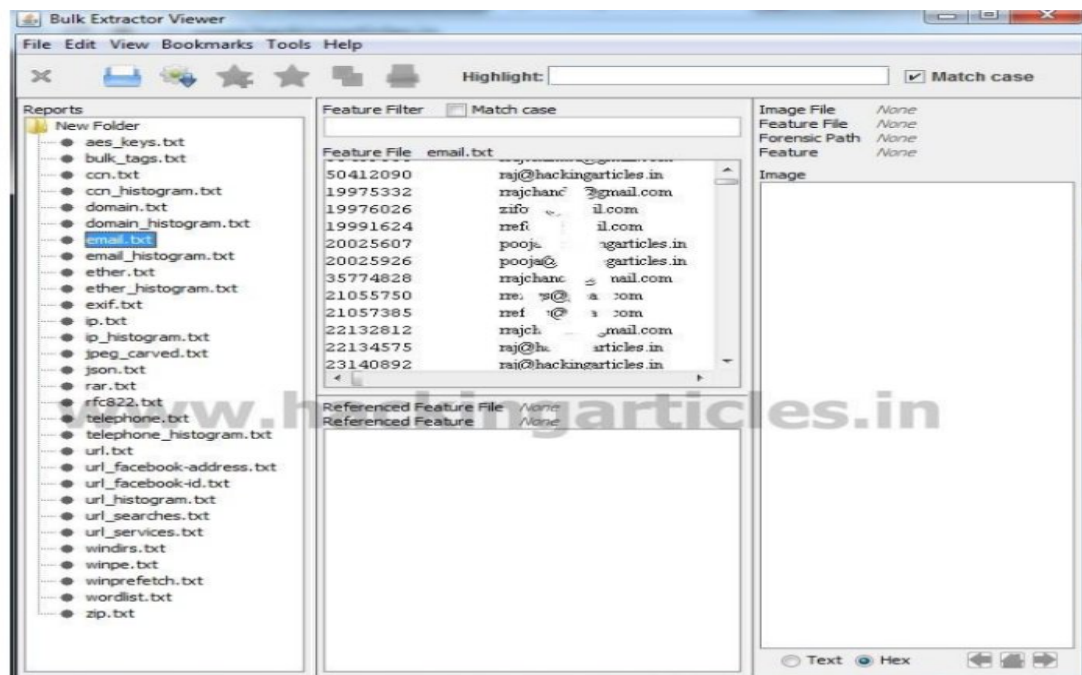 Bulk Extractor Viewer
File Edit View Bookmarks Tools Help
Highlight: Match case
Reports
New Folder
aes_keys.txt
bulk_tags.txt
ccn.txt
ccn_histogram.txt
domain.txt
domain_histogram.txt
email.txt
email_histogram.txt
ether.txt
ether_histogram.txt
exif.txt
ip.txt
ip_histogram.txt
jpeg_carved.txt
json.txt
rar.txt
rfc822.txt
telephone.txt
telephone_histogram.txt
url.txt
url_facebook-address.txt
url_facebook-id.txt
url_histogram.txt
url_searches.txt
url_services.txt
windirs.txt
winpe.txt
winprefetch.txt
wordlist.txt
zip.txt
Feature Filter Match case
Feature File email.txt
50412090 raj@hackingarticles.in
19975332
19976026
19991624
20025607
20025926
35774828
21055750
21057385
22132812
22134575
23140892 raj@hackingarticles.in
Referenced Feature File None
Referenced Feature None
Image File None
Feature File None
Forensic Path None
Feature None
Image
Text Hex
www.hackingarticles.in